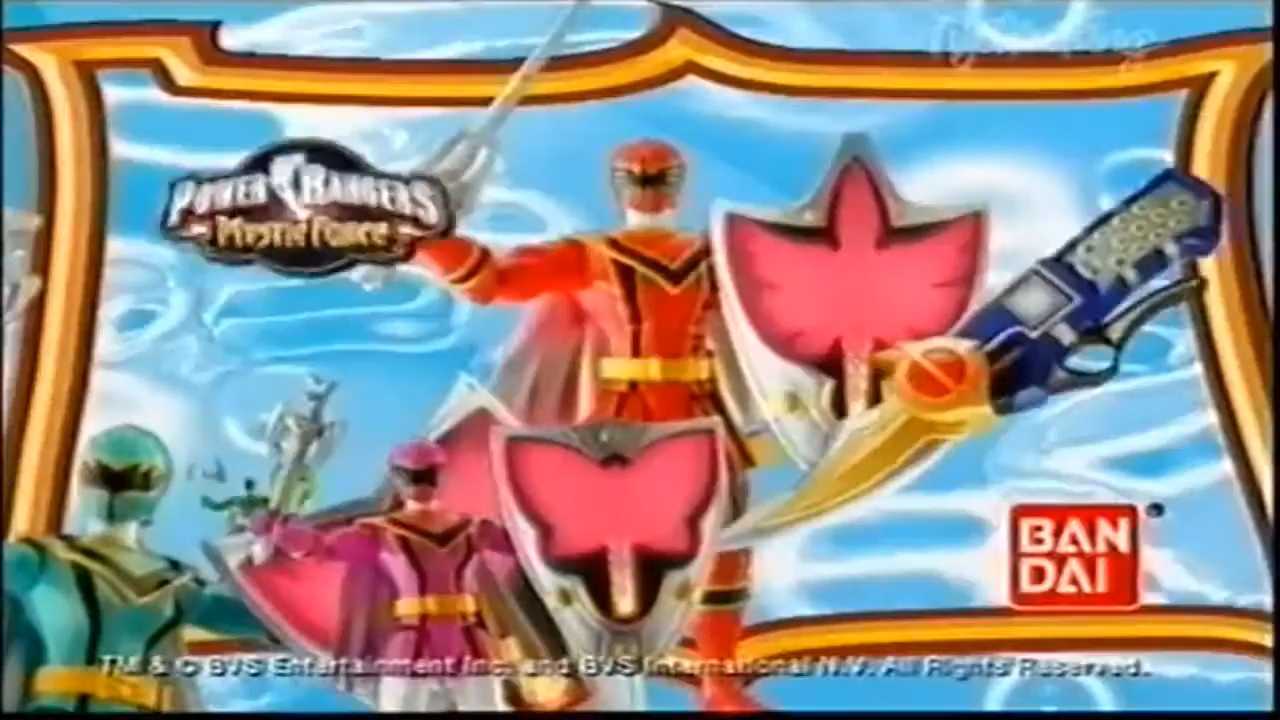 POWER RANGERS
MYSTIC FORCE
BAN
DAI
®
TM & © BVS Entertainment Inc. and BVS International N.V. All Rights Reserved.